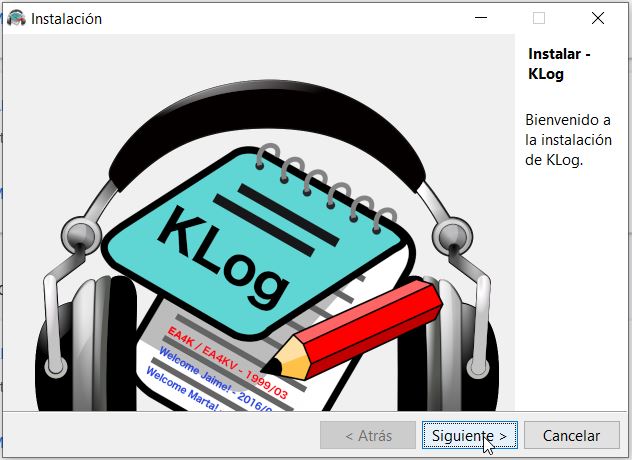 Instalación
Instalar -
KLog
Bienvenido a
la instalación
de KLog.
KLog
EA4K / EA4KV - 1999/03
Welcome Jaime! - 2016/0
Welcome Marta! - 2
< Atrás
Siguiente >
Cancelar